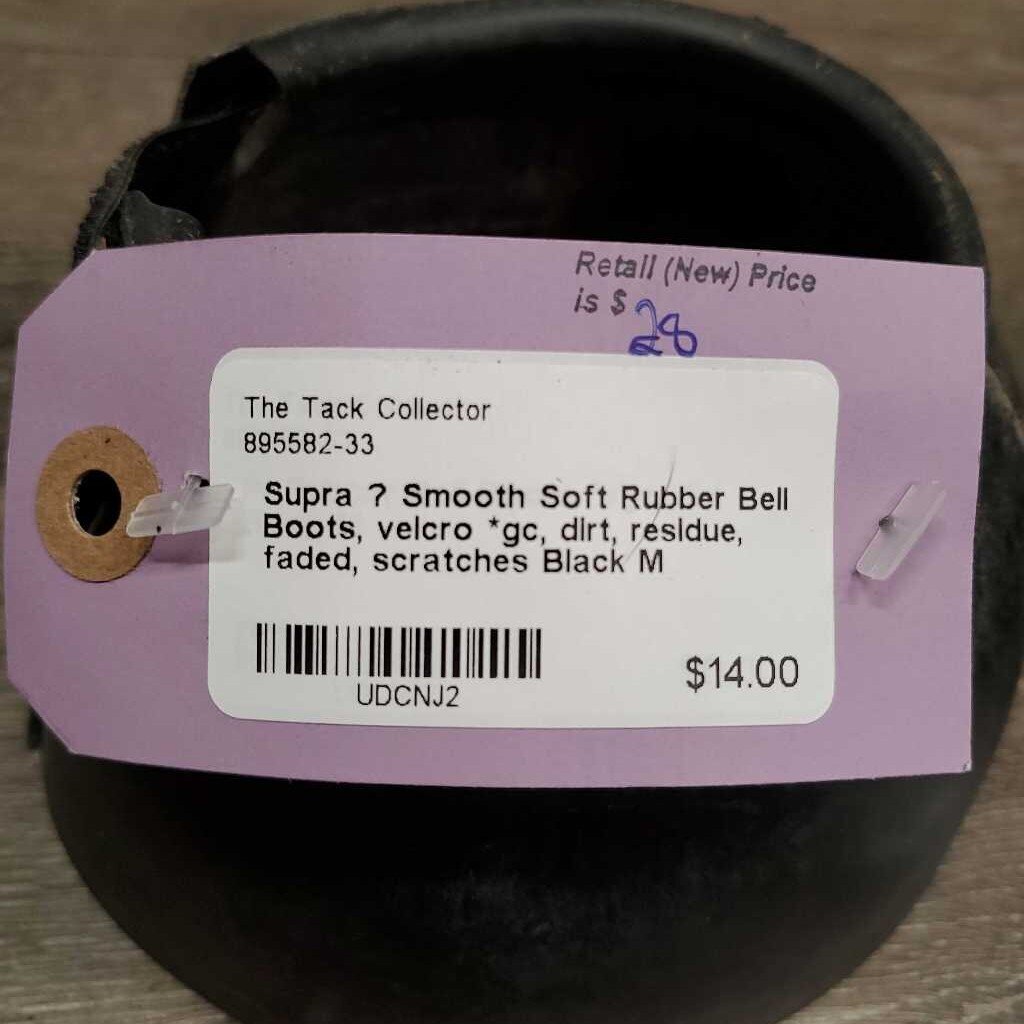 Retail (New) Price
is $ 28
The Tack Collector
895582-33
Supra ? Smooth Soft Rubber Bell
Boots, velcro *gc, dirt, residue,
faded, scratches Black M
UDCNJ2
$14.00